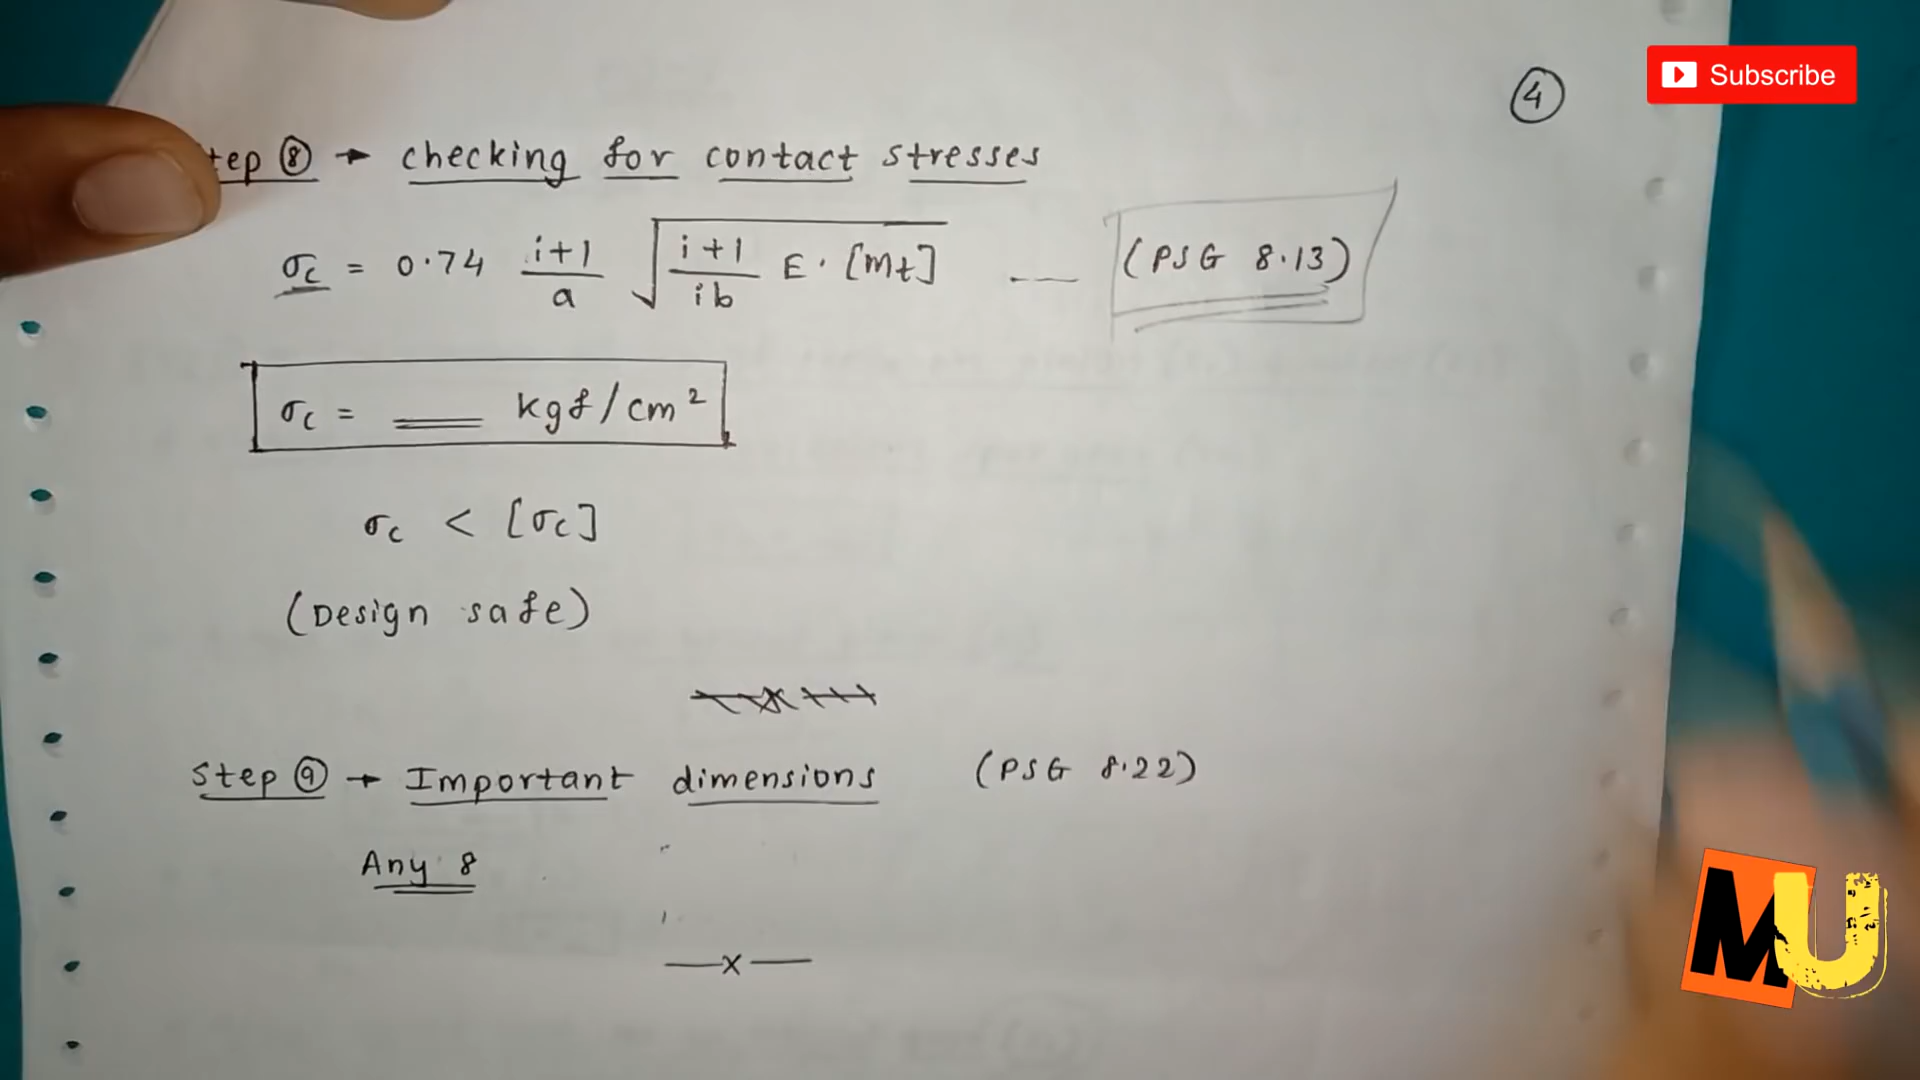 Subscribe
4
tep 8 → checking for contact stresses
σc = 0.74 i+1/a √(i+1/ib E·[Mt]) — (PSG 8.13)
σc = __ kgf/cm²
σc < [σc]
(Design safe)
Step 9 → Important dimensions (PSG 8.22)
Any 8
—x—
MU